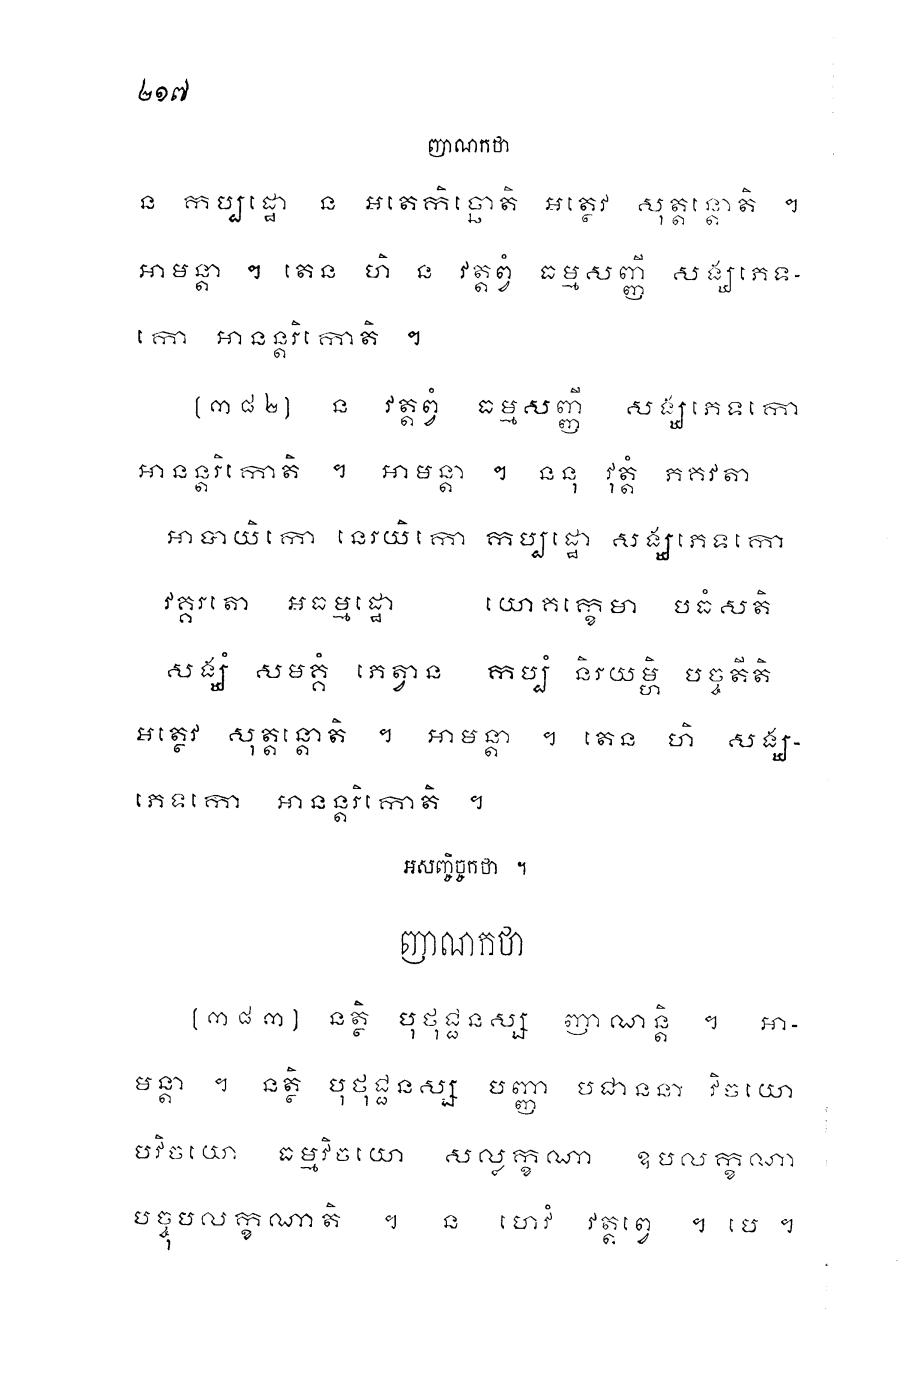 ២១៧
ញាណកថា
ន កប្បដ្ឋោ ន អតេកិច្ឆោតិ អត្ថេវ សុត្តន្តោតិ ។
អាមន្តា ។ តេន ហិ ន វត្តព្វំ ធម្មសញ្ញី សង្ឃភេទ-
កោ អានន្តរិកោតិ ។
(៣៨២) ន វត្តព្វំ ធម្មសញ្ញី សង្ឃភេទកោ
អានន្តរិកោតិ ។ អាមន្តា ។ ននុ វុត្តំ ភគវតា
អាបាយិកោ នេរយិកោ កប្បដ្ឋោ សង្ឃភេទកោ
វគ្គរតោ អធម្មដ្ឋោ យោគក្ខេមា បធំសតិ
សង្ឃំ សមគ្គំ ភេត្វាន កប្បំ និរយម្ហិ បច្ចតីតិ
អត្ថេវ សុត្តន្តោតិ ។ អាមន្តា ។ តេន ហិ សង្ឃ-
ភេទកោ អានន្តរិកោតិ ។
អសញ្ចិច្ចកថា ។
ញាណកថា
(៣៨៣) នត្ថិ បុថុជ្ជនស្ស ញាណន្តិ ។ អា-
មន្តា ។ នត្ថិ បុថុជ្ជនស្ស បញ្ញា បជាននា វិចយោ
បវិចយោ ធម្មវិចយោ សល្លក្ខណា ឧបលក្ខណា
បច្ចុបលក្ខណាតិ ។ ន ហេវំ វត្តព្វេ ។ បេ ។